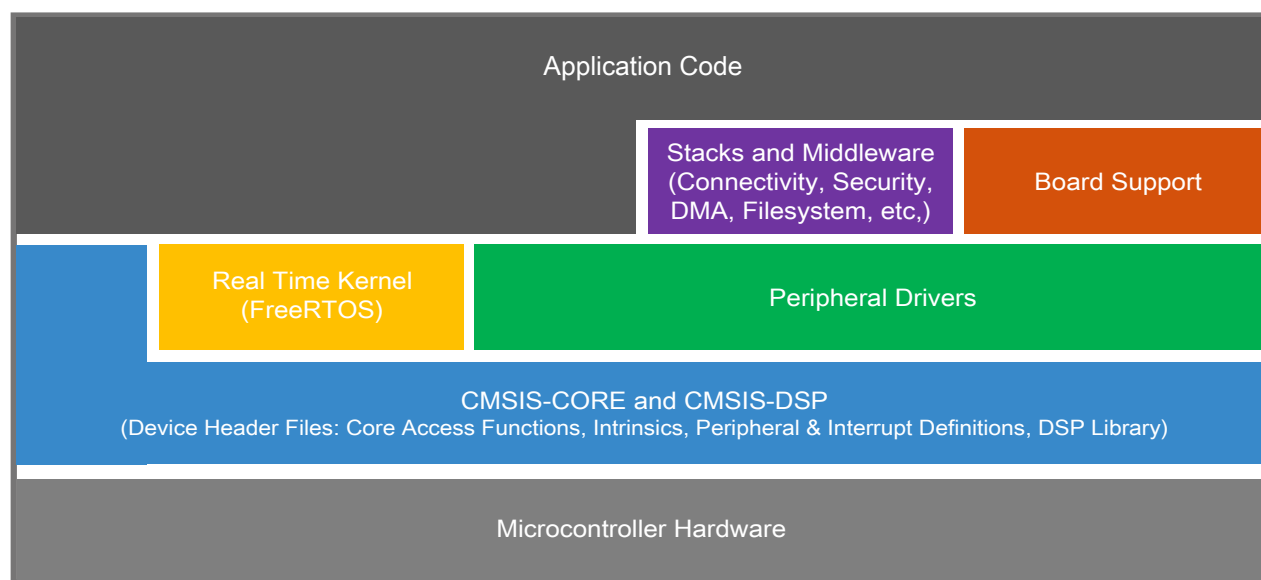 Application Code
Stacks and Middleware
(Connectivity, Security,
DMA, Filesystem, etc,)
Board Support
Real Time Kernel
(FreeRTOS)
Peripheral Drivers
CMSIS-CORE and CMSIS-DSP
(Device Header Files: Core Access Functions, Intrinsics, Peripheral & Interrupt Definitions, DSP Library)
Microcontroller Hardware